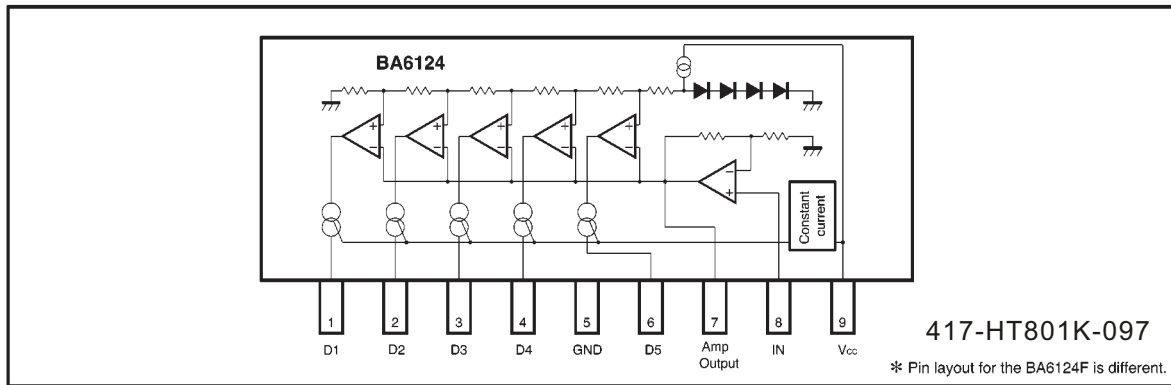 BA6124
+ + + + +
− − − − −
−
+
Constant
current
1 2 3 4 5 6 7 8 9
D1 D2 D3 D4 GND D5 Amp Output IN Vcc
417-HT801K-097
* Pin layout for the BA6124F is different.